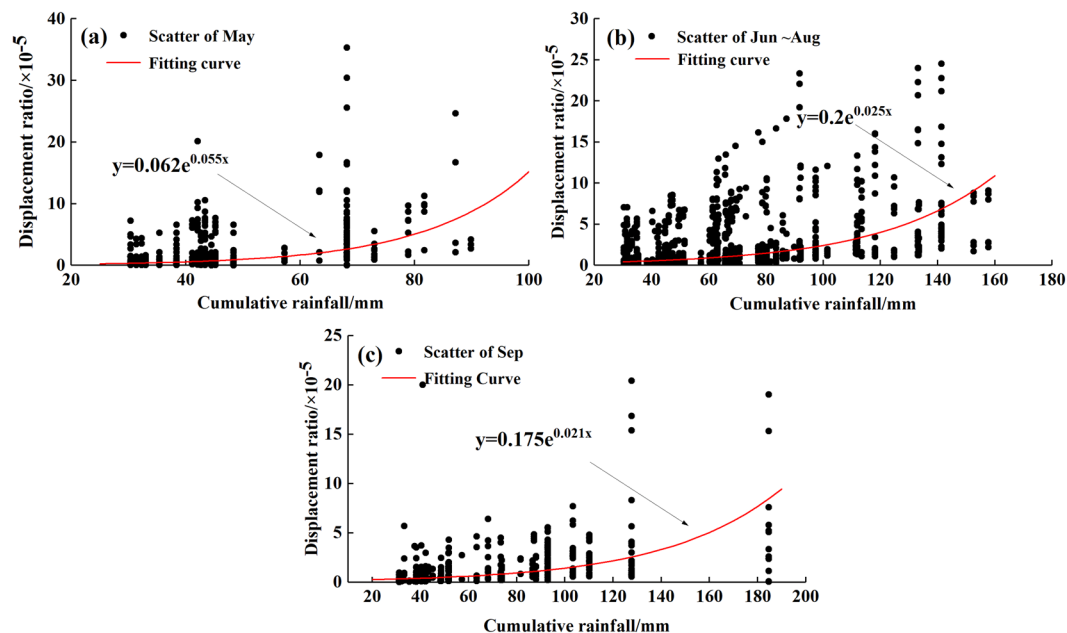 (a)
Scatter of May
Fitting curve
y=0.062e^0.055x
Displacement ratio/×10^-5
40
30
20
10
0
20 40 60 80 100
Cumulative rainfall/mm
(b)
Scatter of Jun ~Aug
Fitting curve
y=0.2e^0.025x
Displacement ratio/×10^-5
30
25
20
15
10
5
0
20 40 60 80 100 120 140 160 180
Cumulative rainfall/mm
(c)
Scatter of Sep
Fitting Curve
y=0.175e^0.021x
Displacement ratio/×10^-5
25
20
15
10
5
0
20 40 60 80 100 120 140 160 180 200
Cumulative rainfall/mm